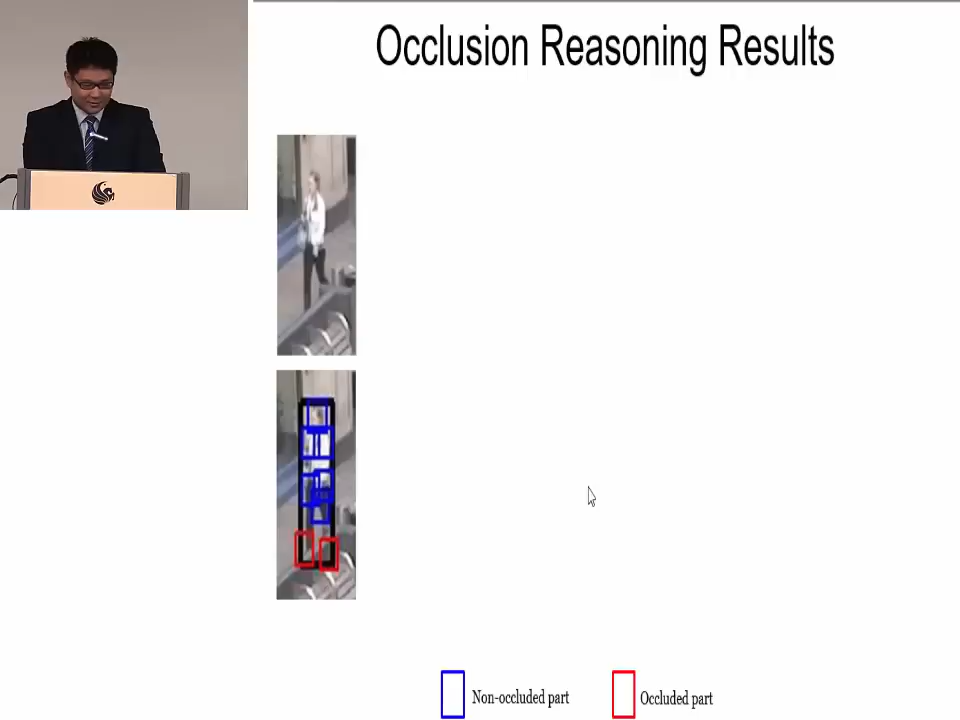 Occlusion Reasoning Results
Non-occluded part
Occluded part